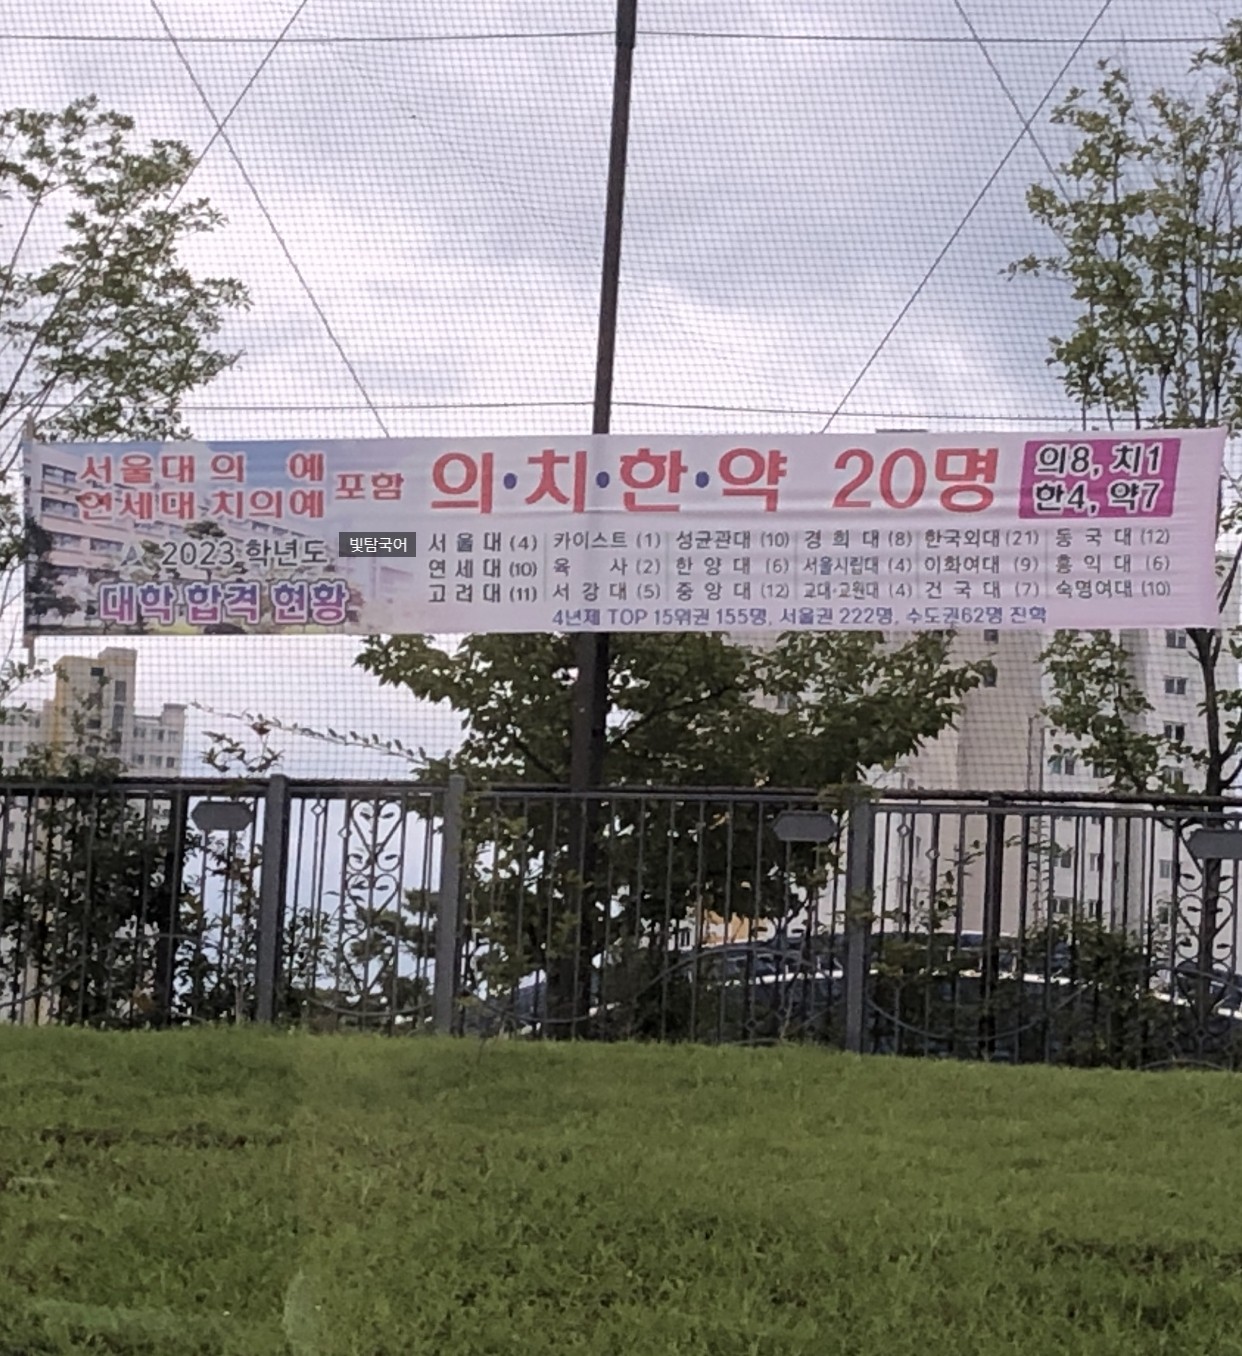 서울대 의 예
연세대 치의예
포함
의·치·한·약 20명
의8, 치1
한4, 약7
2023 학년도
대학 합격 현황
빛탐국어
서울대 (4) 카이스트 (1) 성균관대 (10) 경희대 (8) 한국외대 (21) 동국대 (12)
연세대 (10) 육 사 (2) 한양대 (6) 서울시립대 (4) 이화여대 (9) 홍익대 (6)
고려대 (11) 서강대 (5) 중앙대 (12) 교대·교원대 (4) 건국대 (7) 숙명여대 (10)
4년제 TOP 15위권 155명, 서울권 222명, 수도권62명 진학